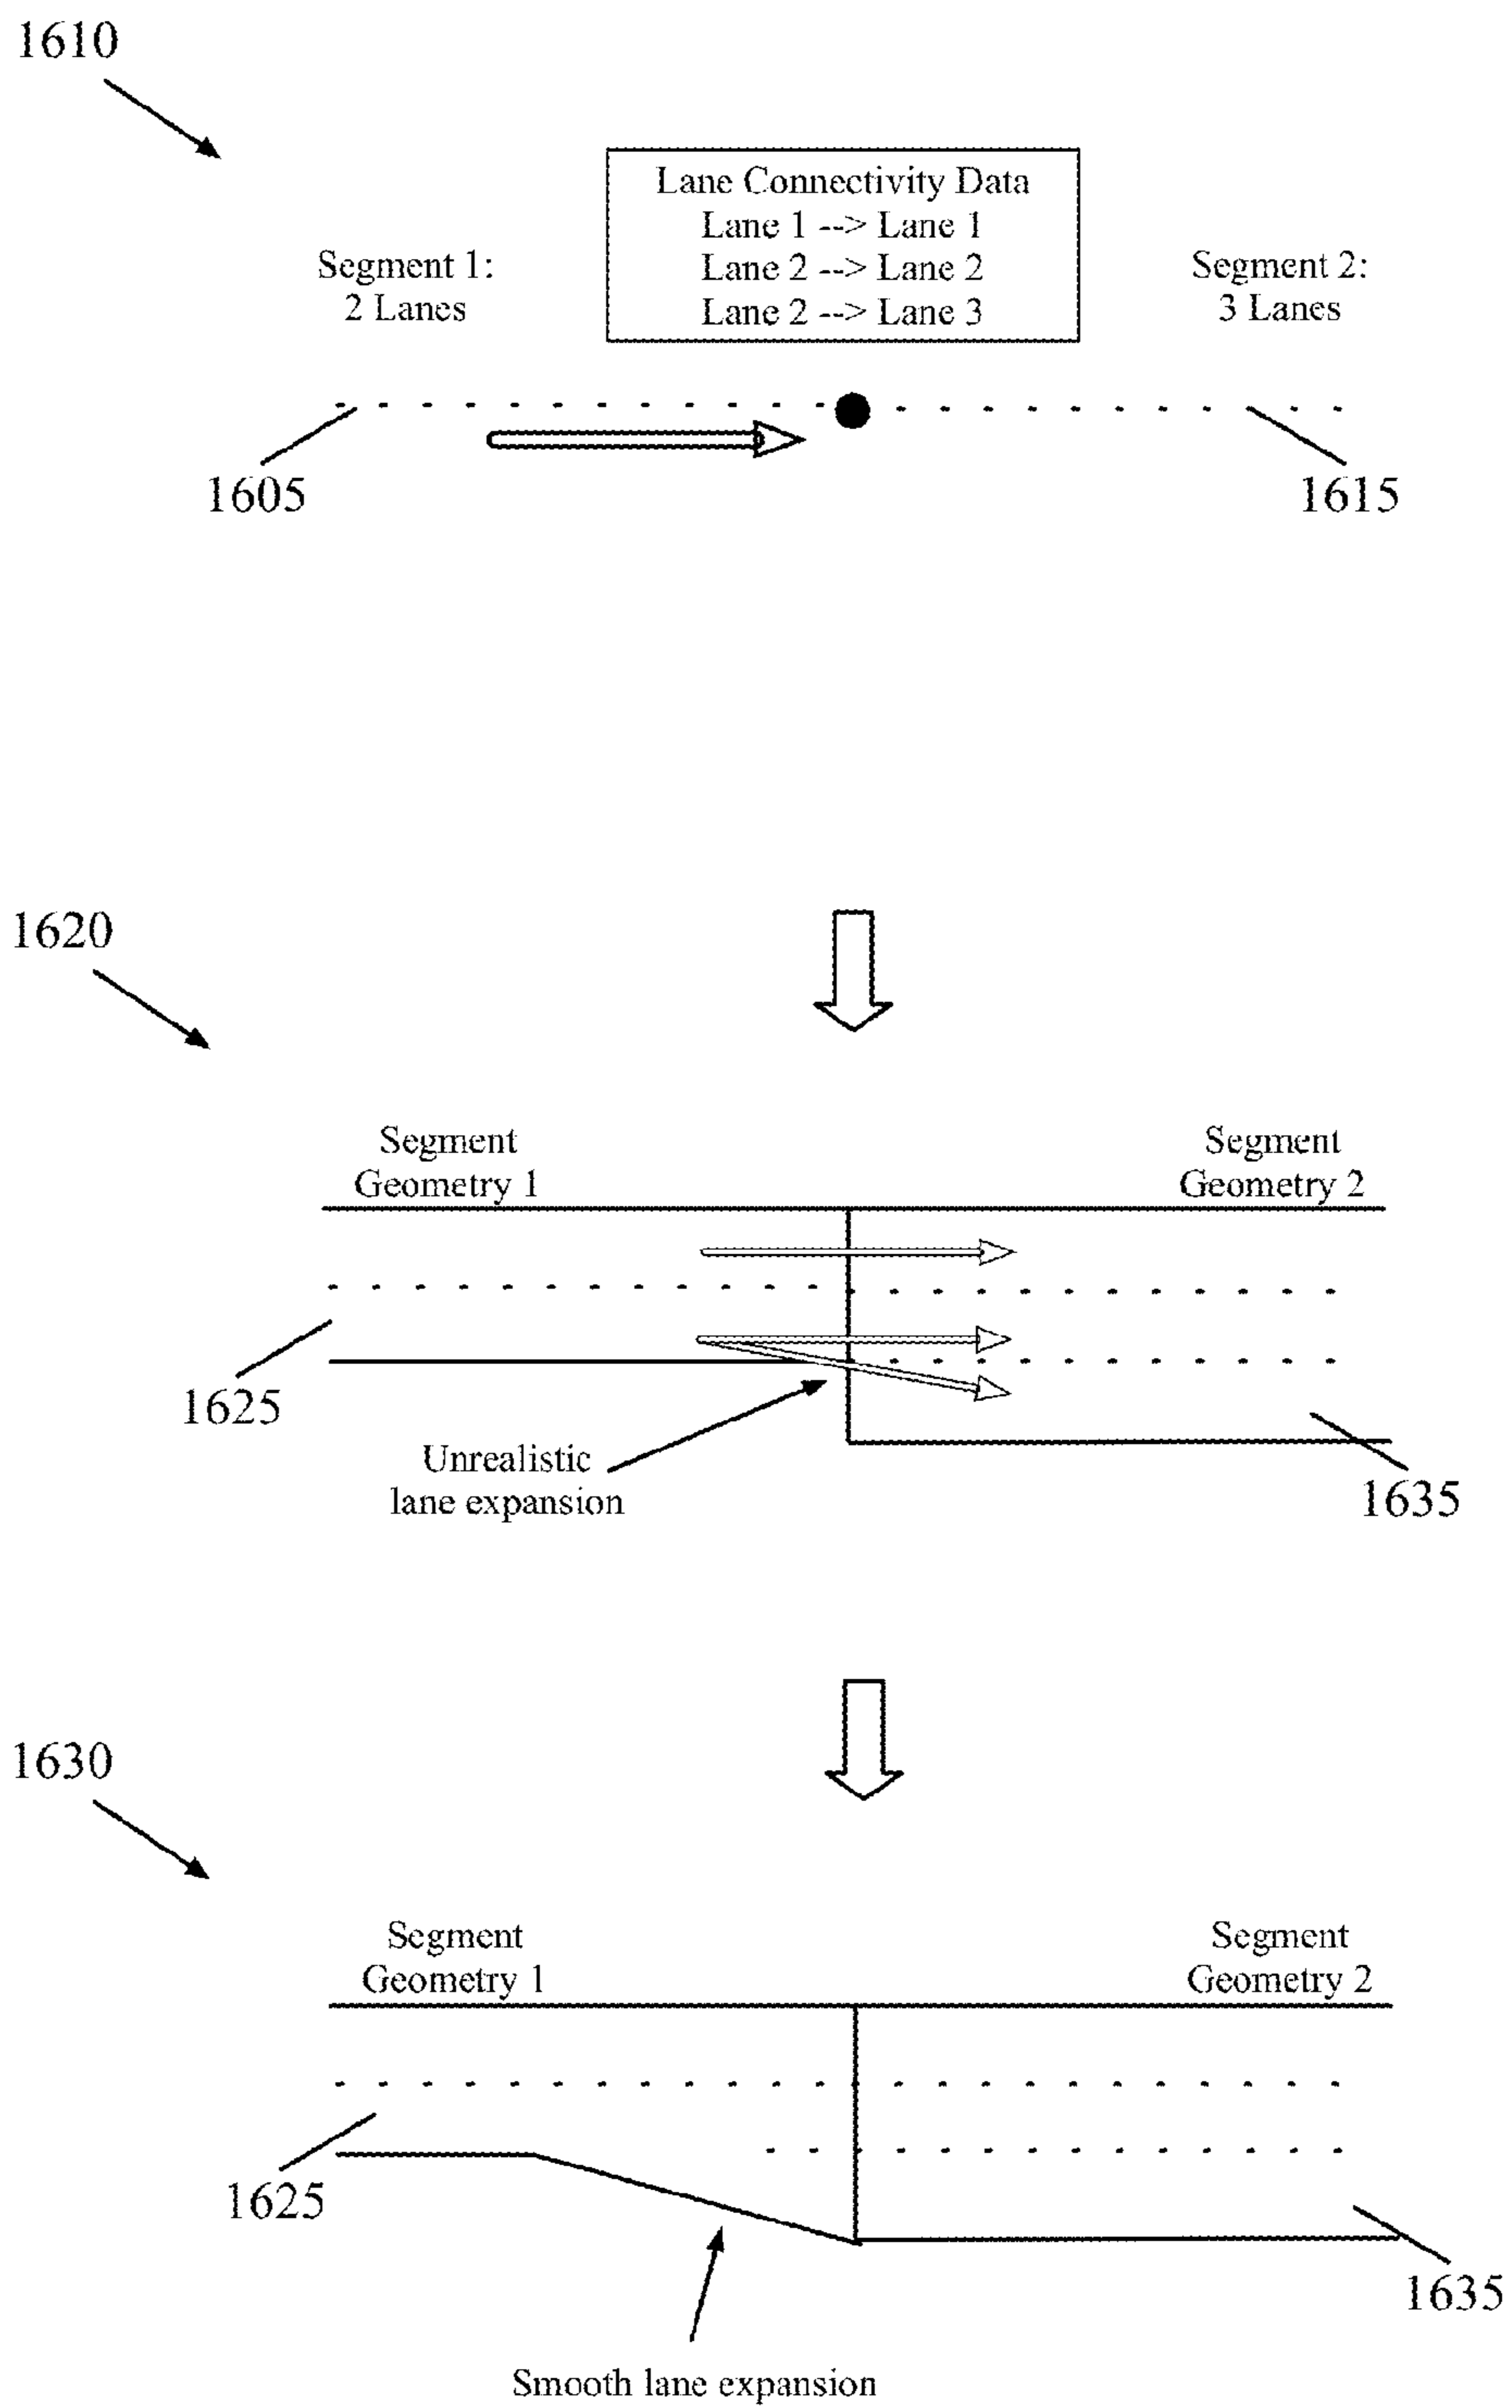 1610
Lane Connectivity Data
Lane 1 --> Lane 1
Lane 2 --> Lane 2
Lane 2 --> Lane 3
Segment 1:
2 Lanes
Segment 2:
3 Lanes
1605
1615
1620
Segment
Geometry 1
Segment
Geometry 2
1625
Unrealistic
lane expansion
1635
1630
Segment
Geometry 1
Segment
Geometry 2
1625
1635
Smooth lane expansion